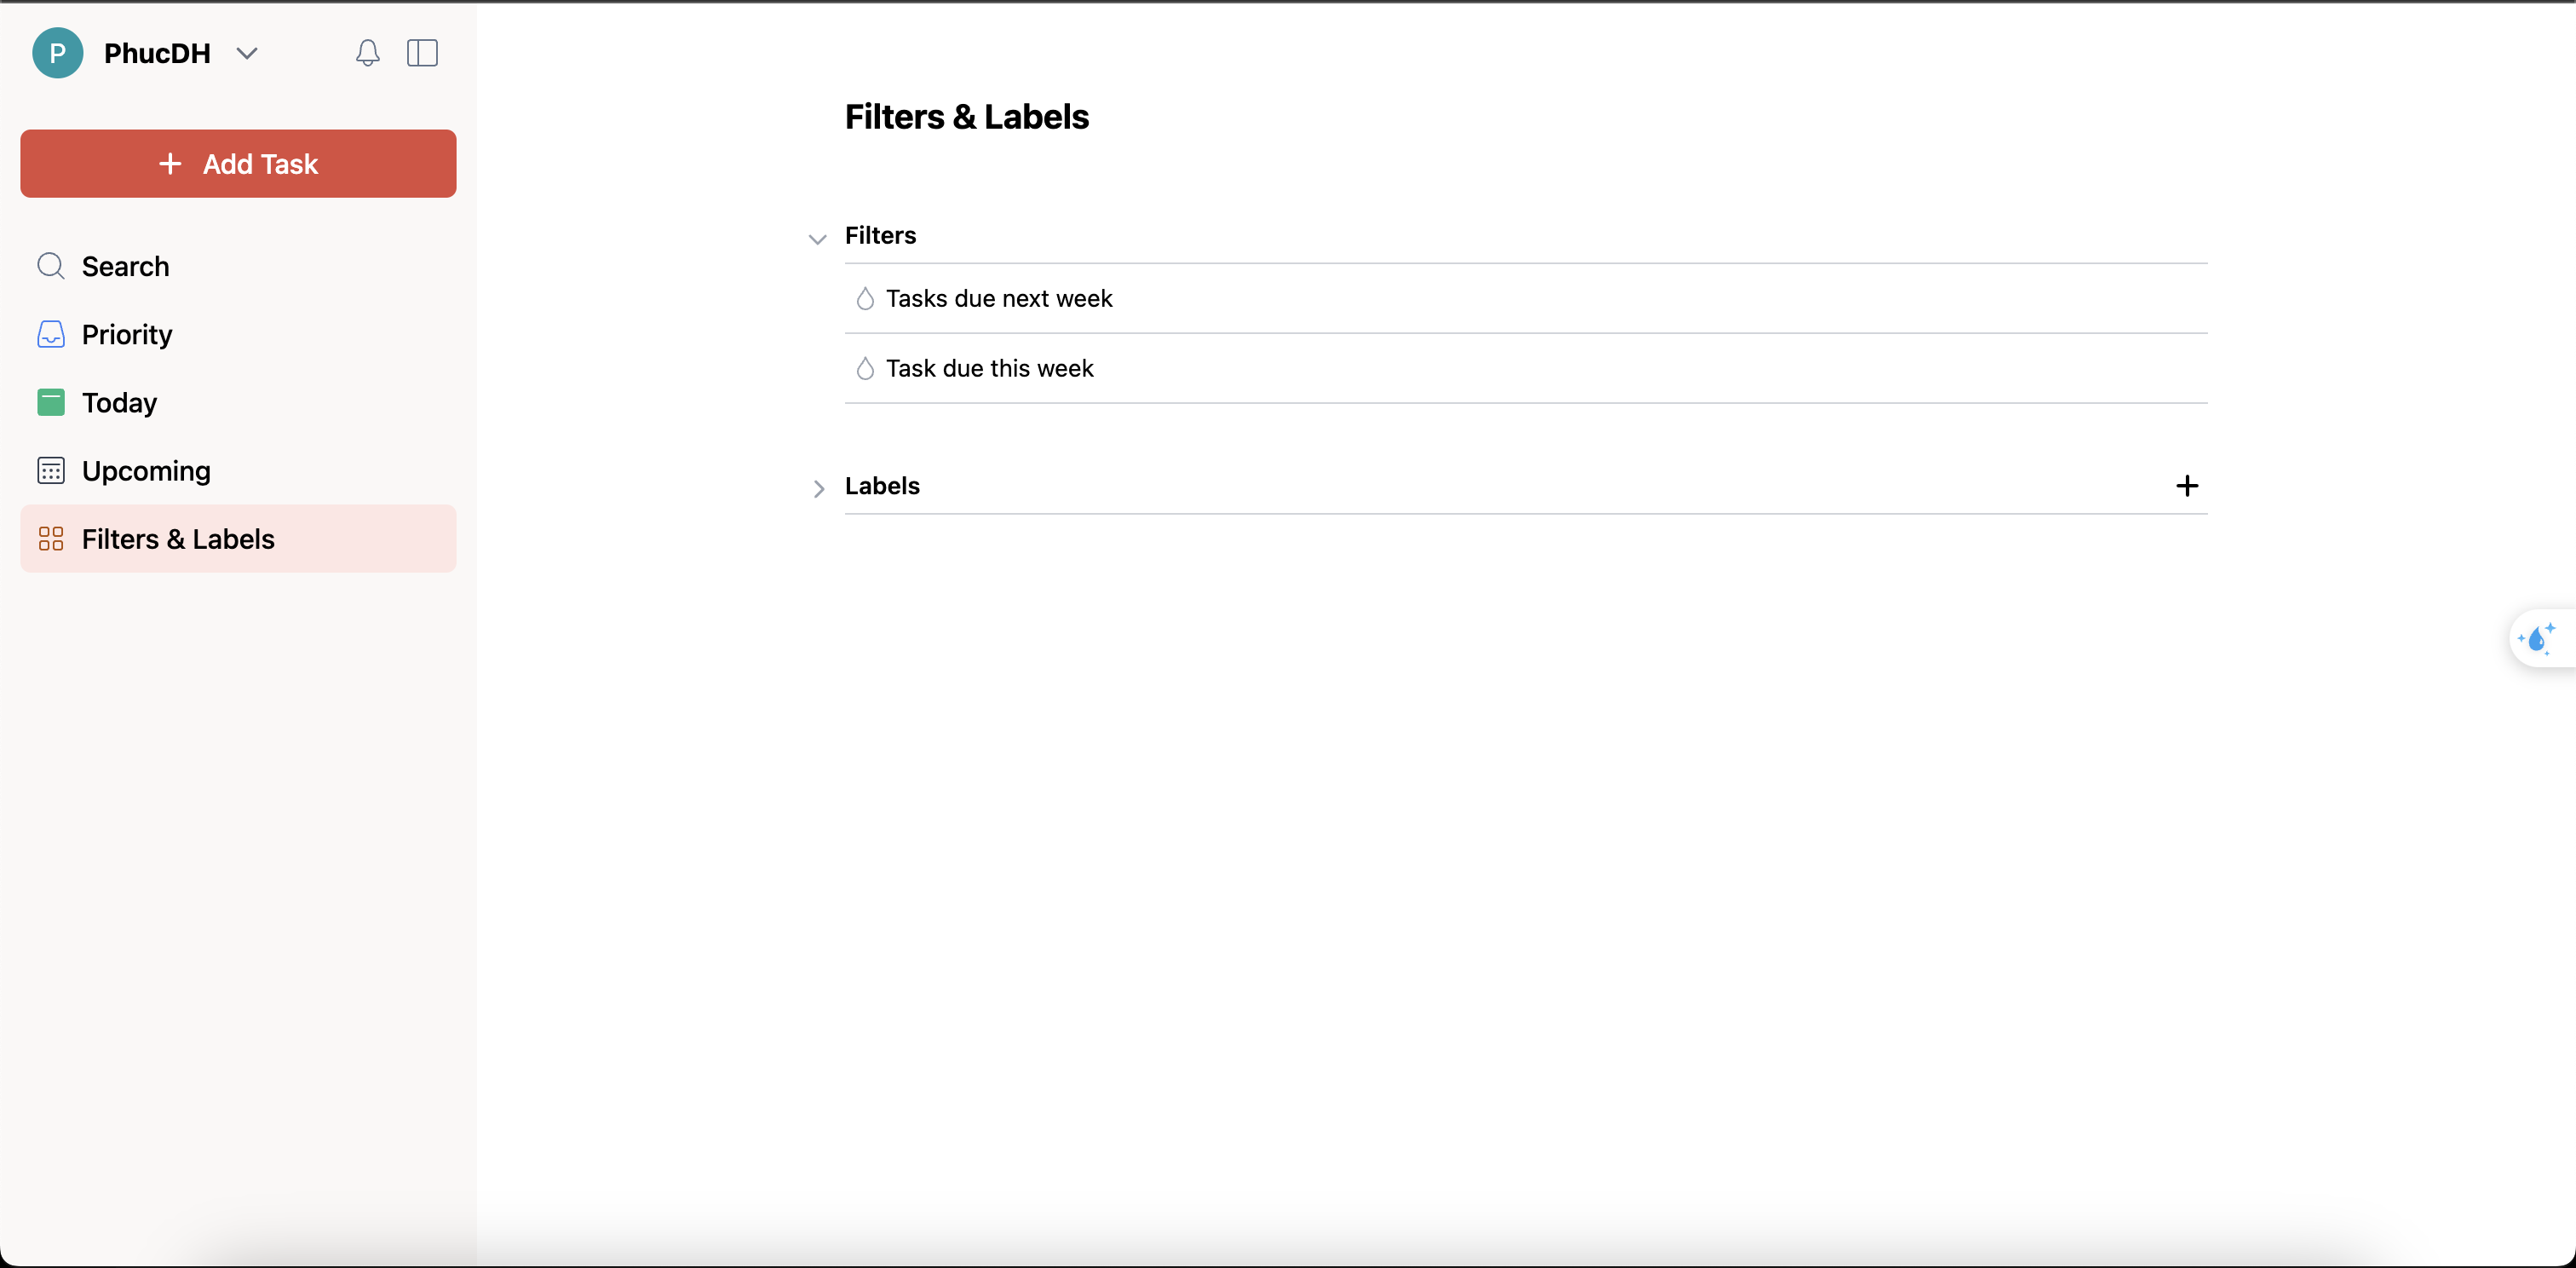 P PhucDH
+ Add Task
Search
Priority
Today
Upcoming
Filters & Labels
Filters & Labels
Filters
Tasks due next week
Task due this week
Labels